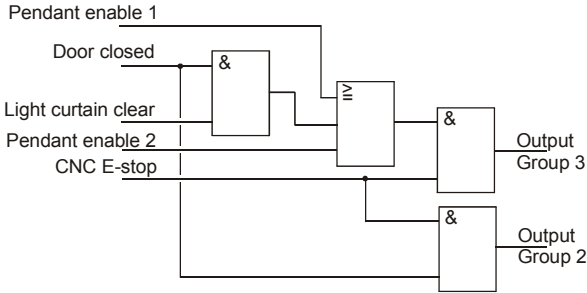 Pendant enable 1
Door closed
&
≥
Light curtain clear
&
Pendant enable 2
Output
Group 3
CNC E-stop
&
Output
Group 2